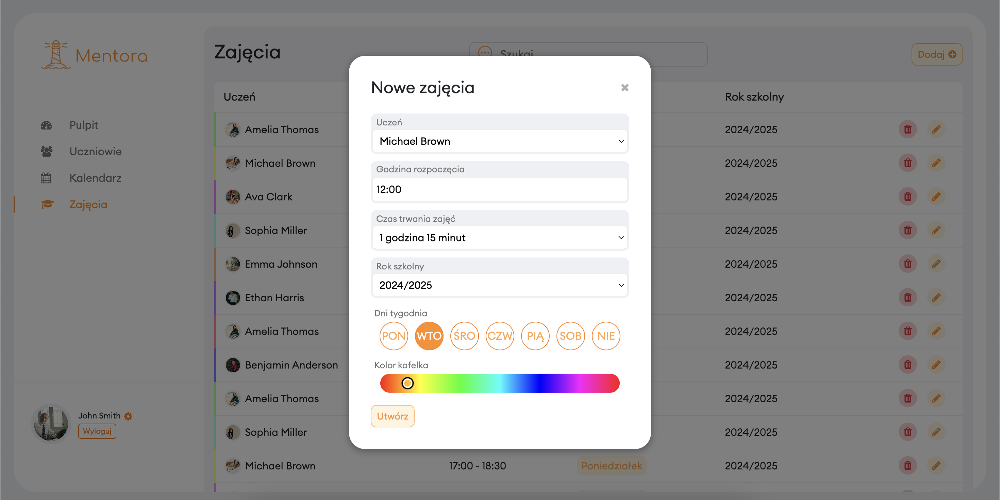 Mentora
Pulpit
Uczniowie
Kalendarz
Zajęcia
John Smith
Wyloguj
Zajęcia
Szukaj
Dodaj
Uczeń
Rok szkolny
Amelia Thomas
2024/2025
Michael Brown
2024/2025
Ava Clark
2024/2025
Sophia Miller
2024/2025
Emma Johnson
2024/2025
Ethan Harris
2024/2025
Amelia Thomas
2024/2025
Benjamin Anderson
2024/2025
Amelia Thomas
2024/2025
Sophia Miller
2024/2025
Michael Brown 17:00 - 18:30 Poniedziałek 2024/2025
Nowe zajęcia
Uczeń
Michael Brown
Godzina rozpoczęcia
12:00
Czas trwania zajęć
1 godzina 15 minut
Rok szkolny
2024/2025
Dni tygodnia
PON WTO ŚRO CZW PIĄ SOB NIE
Kolor kafelka
Utwórz